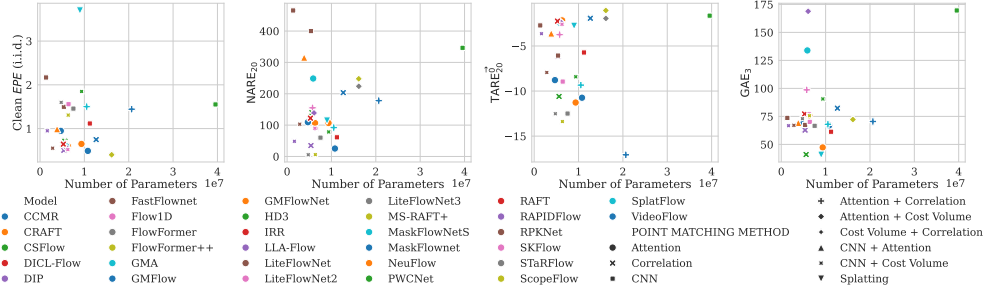 Clean EPE (i.i.d.)
3
2
1
0 1 2 3 4
Number of Parameters 1e7
NARE20
400
300
200
100
0
0 1 2 3 4
Number of Parameters 1e7
TARE20 0⃗
−5
−10
−15
0 1 2 3 4
Number of Parameters 1e7
GAE3
175
150
125
100
75
50
0 1 2 3 4
Number of Parameters 1e7
Model
CCMR
CRAFT
CSFlow
DICL-Flow
DIP
FastFlownet
Flow1D
FlowFormer
FlowFormer++
GMA
GMFlow
GMFlowNet
HD3
IRR
LLA-Flow
LiteFlowNet
LiteFlowNet2
LiteFlowNet3
MS-RAFT+
MaskFlowNetS
MaskFlownet
NeuFlow
PWCNet
RAFT
RAPIDFlow
RPKNet
SKFlow
STaRFlow
ScopeFlow
SplatFlow
VideoFlow
POINT MATCHING METHOD
Attention
Correlation
CNN
Attention + Correlation
Attention + Cost Volume
Cost Volume + Correlation
CNN + Attention
CNN + Cost Volume
Splatting